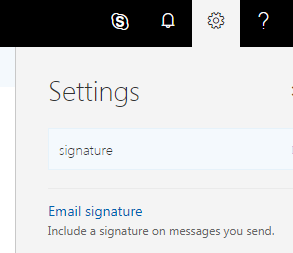 ?
Settings
signature
Email signature
Include a signature on messages you send.